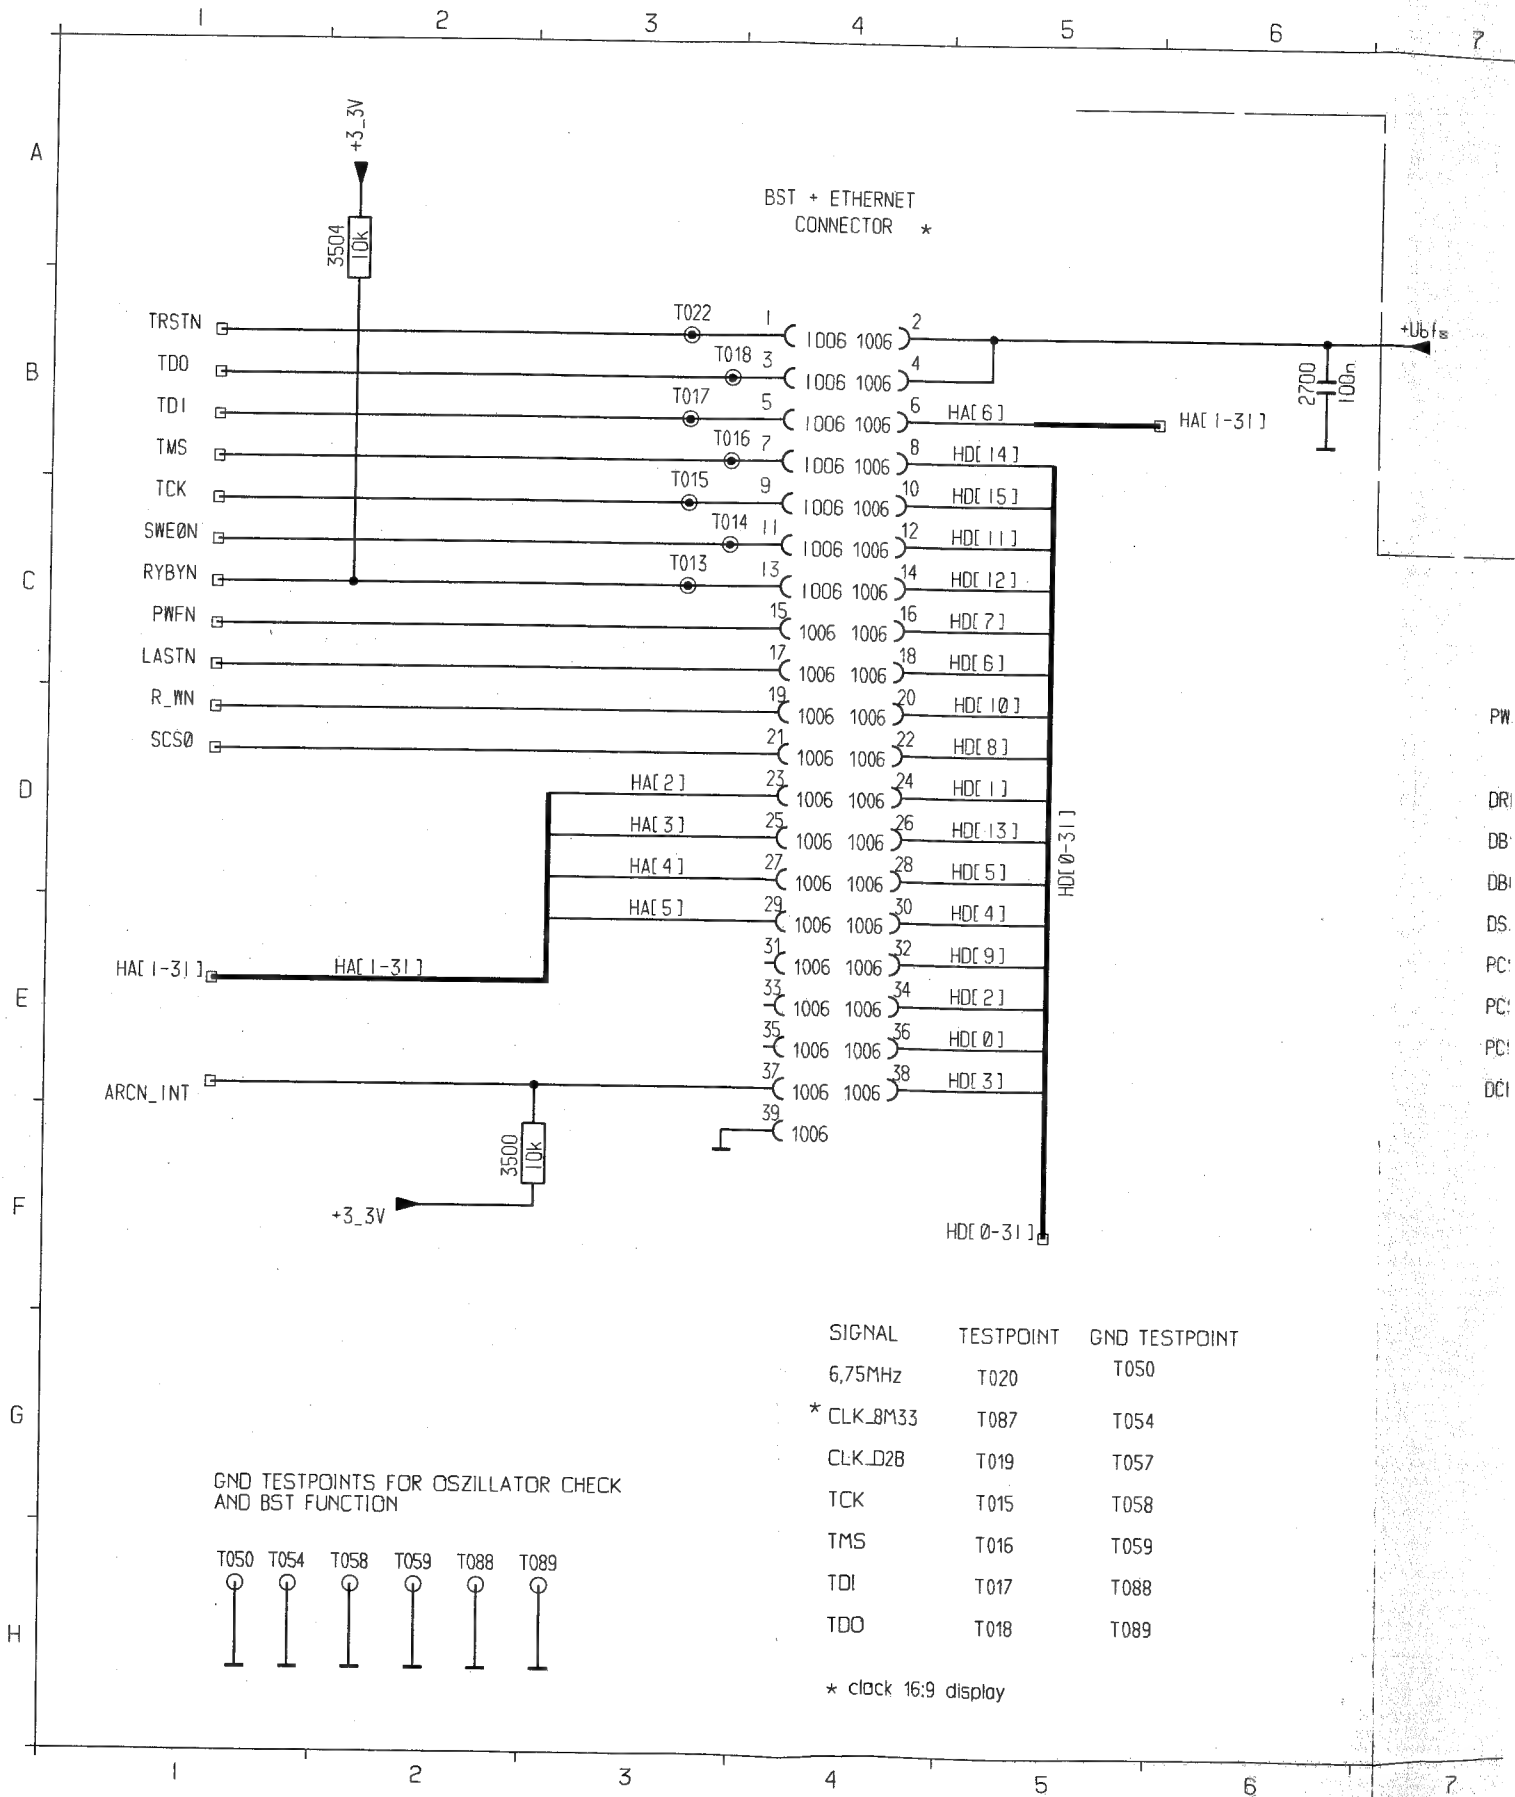 1 2 3 4 5 6 7
A
+3_3V
BST + ETHERNET
CONNECTOR *
3504
10k
TRSTN T022 1 1006 1006 2 +Ubf
B
TDO T018 3 1006 1006 4
2700
100n
TDI T017 5 1006 1006 6 HA[6] HA[1-31]
TMS T016 7 1006 1006 8 HD[14]
TCK T015 9 1006 1006 10 HD[15]
SWE0N T014 11 1006 1006 12 HD[11]
C
RYBYN T013 13 1006 1006 14 HD[12]
PWFN 15 1006 1006 16 HD[7]
LASTN 17 1006 1006 18 HD[6]
R_WN 19 1006 1006 20 HD[10]
PW
SCS0 21 1006 1006 22 HD[8]
D
HA[2] 23 1006 1006 24 HD[1]
HD[0-31]
DR
HA[3] 25 1006 1006 26 HD[13]
DB
HA[4] 27 1006 1006 28 HD[5]
DB
HA[5] 29 1006 1006 30 HD[4]
DS
HA[1-31] HA[1-31] 31 1006 1006 32 HD[9]
PC
E
33 1006 1006 34 HD[2]
PC
35 1006 1006 36 HD[0]
PC
ARCN_INT 37 1006 1006 38 HD[3]
DC
39 1006
3500
10k
F
+3_3V
HD[0-31]
SIGNAL TESTPOINT GND TESTPOINT
6,75MHz T020 T050
G
* CLK_8M33 T087 T054
CLK_D2B T019 T057
GND TESTPOINTS FOR OSZILLATOR CHECK
AND BST FUNCTION
TCK T015 T058
TMS T016 T059
T050 T054 T058 T059 T088 T089
TDI T017 T088
H
TDO T018 T089
* clock 16:9 display
1 2 3 4 5 6 7